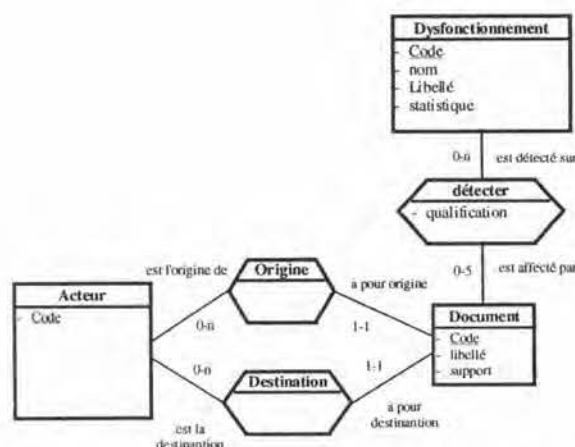 Dysfonctionnement
- Code
- nom
- Libellé
- statistique
0-n est détecté sur
détecter
- qualification
0-5 est affecté par
est l'origine de
Origine
a pour origine
Acteur
- Code
0-n
1-1
Document
- Code
- libellé
- support
0-n
1-1
Destination
est la
destinantion
a pour
destinantion